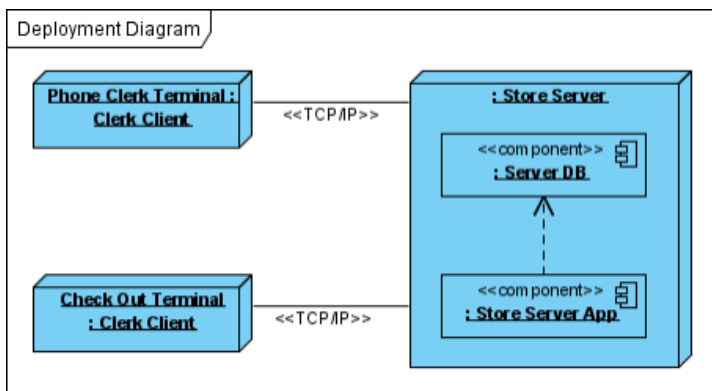 Deployment Diagram
Phone Clerk Terminal :
Clerk Client
<<TCP/IP>>
: Store Server
<<component>>
: Server DB
Check Out Terminal
: Clerk Client
<<TCP/IP>>
<<component>>
: Store Server App